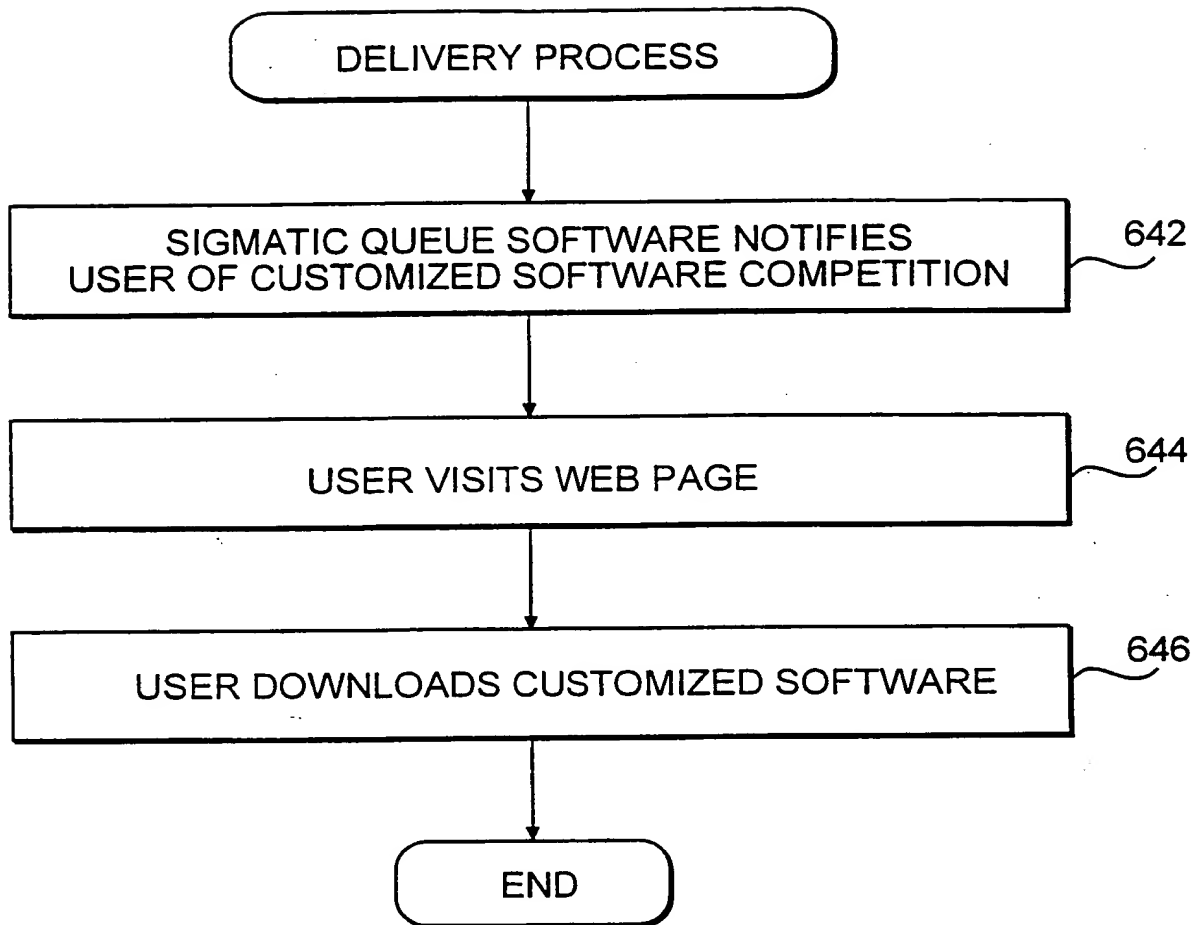 DELIVERY PROCESS
SIGMATIC QUEUE SOFTWARE NOTIFIES
USER OF CUSTOMIZED SOFTWARE COMPETITION
642
USER VISITS WEB PAGE
644
USER DOWNLOADS CUSTOMIZED SOFTWARE
646
END